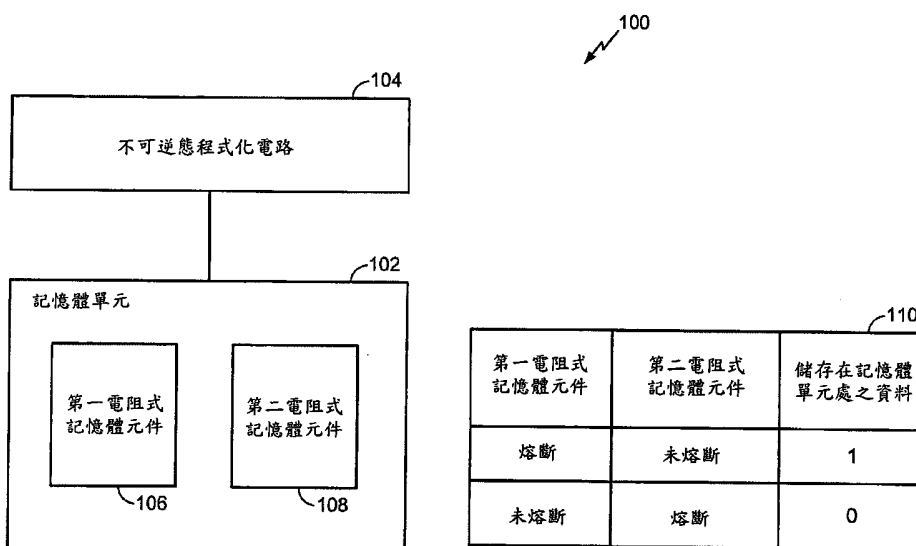 100
104
不可逆態程式化電路
102
記憶體單元
第一電阻式
記憶體元件
第二電阻式
記憶體元件
106
108
110
第一電阻式
記憶體元件
第二電阻式
記憶體元件
儲存在記憶體
單元處之資料
熔斷
未熔斷
1
未熔斷
熔斷
0